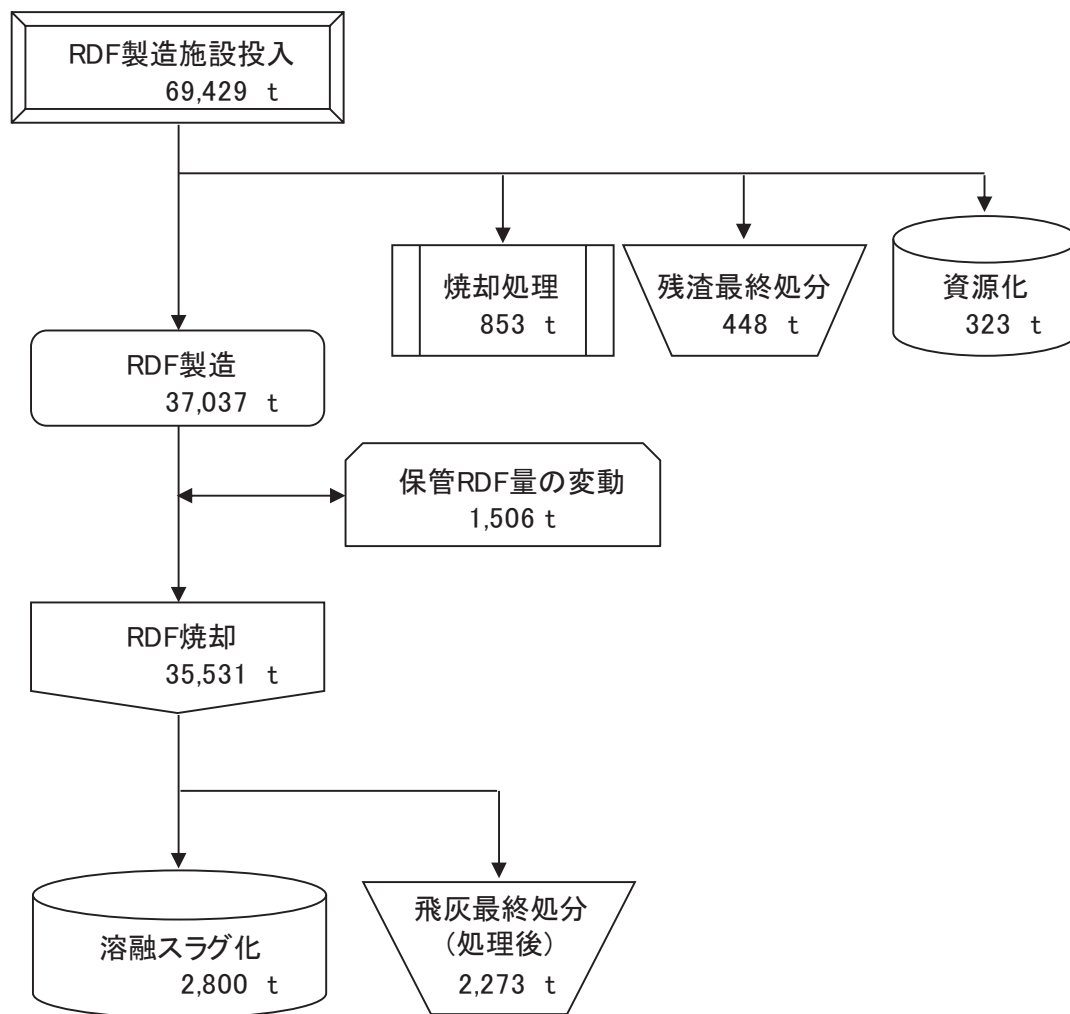 RDF製造施設投入
69,429 t
焼却処理
853 t
残渣最終処分
448 t
資源化
323 t
RDF製造
37,037 t
保管RDF量の変動
1,506 t
RDF焼却
35,531 t
溶融スラグ化
2,800 t
飛灰最終処分
(処理後)
2,273 t